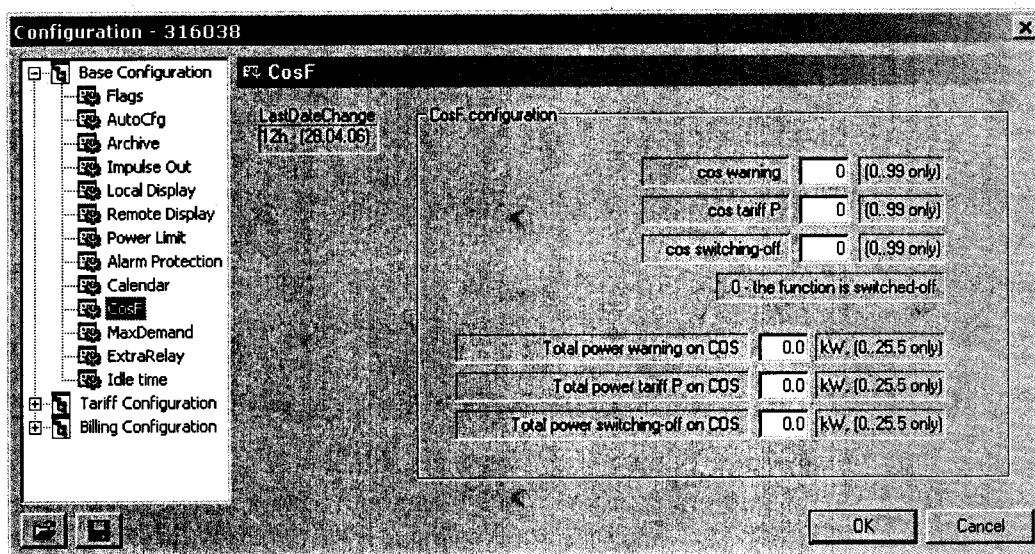 Configuration - 316038
Base Configuration
Flags
AutoCfg
Archive
Impulse Out
Local Display
Remote Display
Power Limit
Alarm Protection
Calendar
CosF
MaxDemand
ExtraRelay
Idle time
Tariff Configuration
Billing Configuration
CosF
LastDateChange
12h - (28.04.06)
CosF configuration
cos warning 0 (0..99 only)
cos tariff P 0 (0..99 only)
cos switching-off 0 (0..99 only)
0 - the function is switched-off
Total power warning on COS 0.0 kW, (0..25.5 only)
Total power tariff P on COS 0.0 kW, (0..25.5 only)
Total power switching-off on COS 0.0 kW, (0..25.5 only)
OK
Cancel